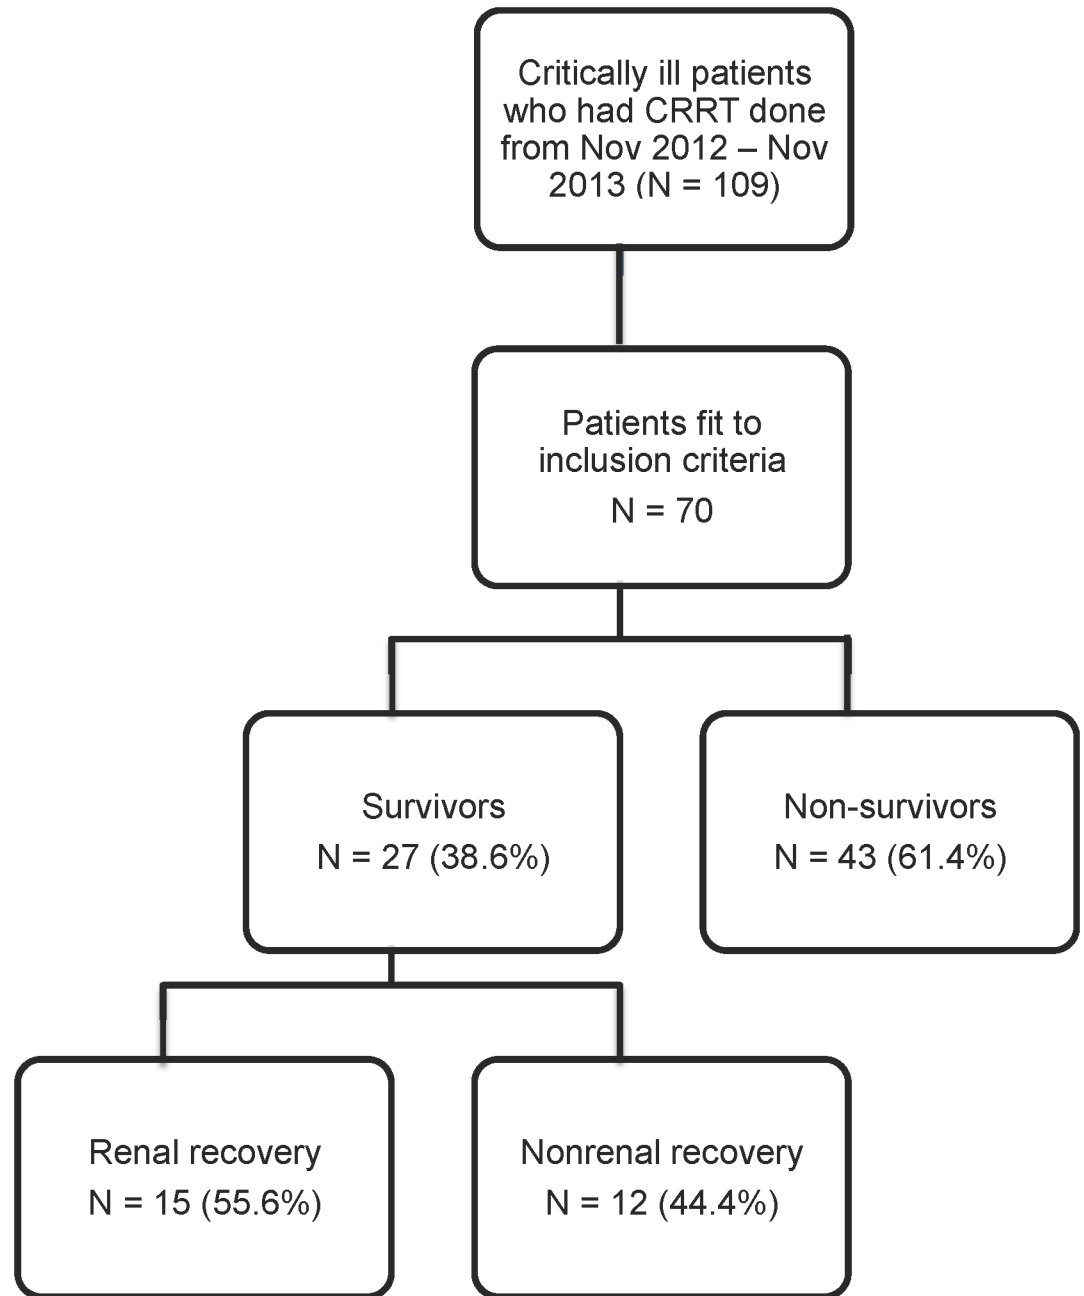 Critically ill patients
who had CRRT done
from Nov 2012 – Nov
2013 (N = 109)
Patients fit to
inclusion criteria
N = 70
Survivors
N = 27 (38.6%)
Non-survivors
N = 43 (61.4%)
Renal recovery
N = 15 (55.6%)
Nonrenal recovery
N = 12 (44.4%)